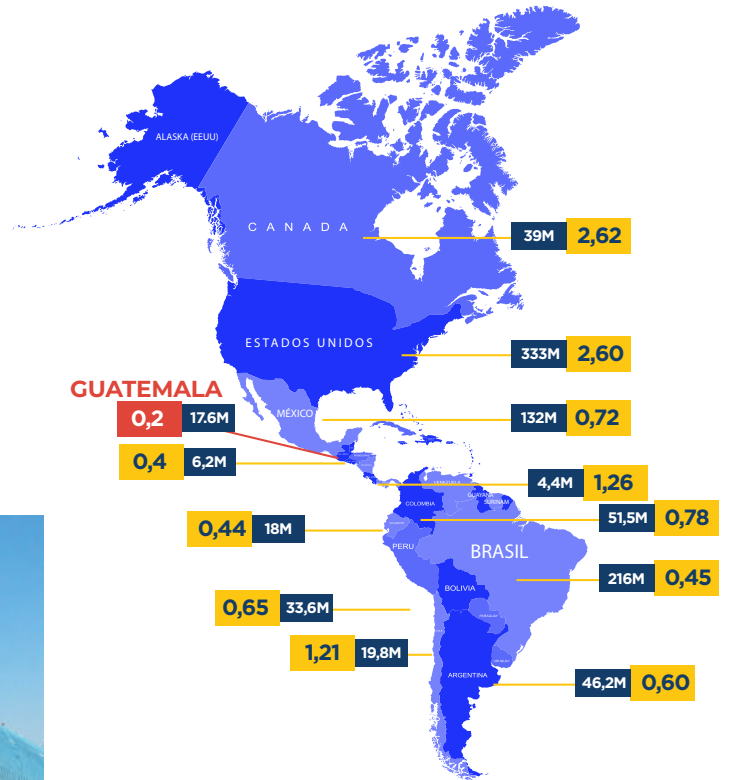 ALASKA (EEUU)
CANADA
39M 2,62
ESTADOS UNIDOS
333M 2,60
GUATEMALA
0,2 17.6M
MÉXICO
132M 0,72
0,4 6,2M
4,4M 1,26
VENEZUELA
GUAYANA
SURINAM
COLOMBIA
51,5M 0,78
0,44 18M
PERU
BRASIL
216M 0,45
BOLIVIA
0,65 33,6M
PARAGUAY
1,21 19,8M
URUGUAY
ARGENTINA
46,2M 0,60